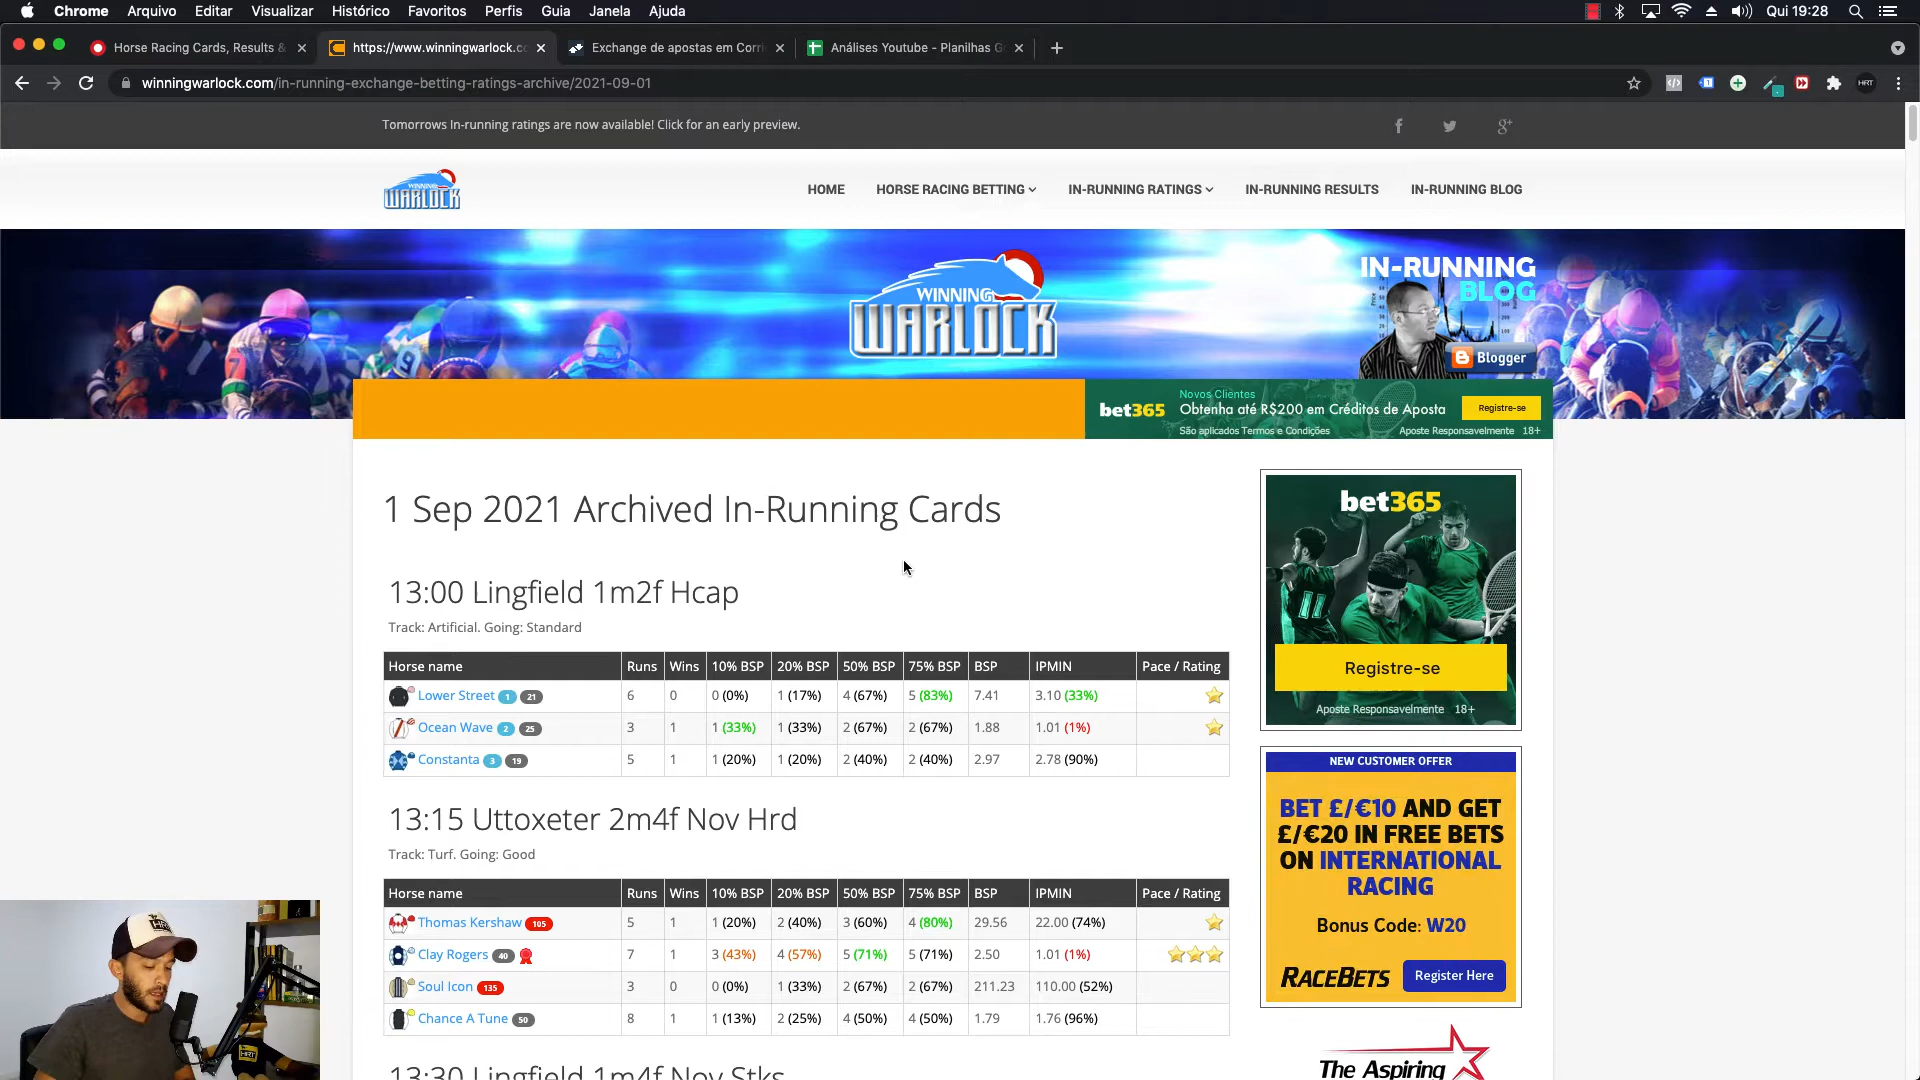 Chrome Arquivo Editar Visualizar Histórico Favoritos Perfis Guia Janela Ajuda Qui 19:28
Horse Racing Cards, Results & https://www.winningwarlock.co Exchange de apostas em Corri Análises Youtube - Planilhas G
winningwarlock.com/in-running-exchange-betting-ratings-archive/2021-09-01 HRT
Tomorrows In-running ratings are now available! Click for an early preview.
WINNING
WARLOCK
HOME HORSE RACING BETTING IN-RUNNING RATINGS IN-RUNNING RESULTS IN-RUNNING BLOG
WINNING
WARLOCK
IN-RUNNING
BLOG
Blogger
bet365
Novos Clientes
Obtenha até R$200 em Créditos de Aposta
Registre-se
São aplicados Termos e Condições Aposte Responsavelmente 18+
1 Sep 2021 Archived In-Running Cards
13:00 Lingfield 1m2f Hcap
Track: Artificial. Going: Standard
Horse name Runs Wins 10% BSP 20% BSP 50% BSP 75% BSP BSP IPMIN Pace / Rating
Lower Street 1 21 6 0 0 (0%) 1 (17%) 4 (67%) 5 (83%) 7.41 3.10 (33%)
Ocean Wave 2 25 3 1 1 (33%) 1 (33%) 2 (67%) 2 (67%) 1.88 1.01 (1%)
Constanta 3 19 5 1 1 (20%) 1 (20%) 2 (40%) 2 (40%) 2.97 2.78 (90%)
13:15 Uttoxeter 2m4f Nov Hrd
Track: Turf. Going: Good
Horse name Runs Wins 10% BSP 20% BSP 50% BSP 75% BSP BSP IPMIN Pace / Rating
Thomas Kershaw 105 5 1 1 (20%) 2 (40%) 3 (60%) 4 (80%) 29.56 22.00 (74%)
Clay Rogers 40 7 1 3 (43%) 4 (57%) 5 (71%) 5 (71%) 2.50 1.01 (1%)
Soul Icon 135 3 0 0 (0%) 1 (33%) 2 (67%) 2 (67%) 211.23 110.00 (52%)
Chance A Tune 50 8 1 1 (13%) 2 (25%) 4 (50%) 4 (50%) 1.79 1.76 (96%)
13:30 Lingfield 1m4f Nov Stks
bet365
Registre-se
Aposte Responsavelmente 18+
NEW CUSTOMER OFFER
BET £/€10 AND GET
£/€20 IN FREE BETS
ON INTERNATIONAL
RACING
Bonus Code: W20
RACEBETS Register Here
The Aspiring